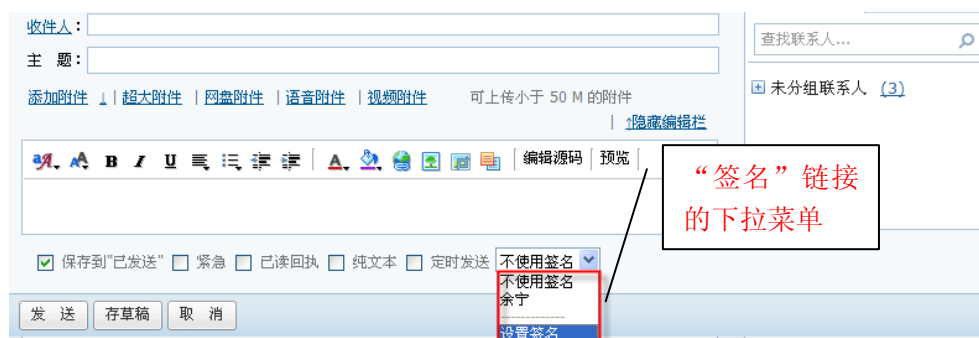 收件人：
查找联系人...
主 题：
添加附件 ↓ | 超大附件 | 网盘附件 | 语音附件 | 视频附件 可上传小于 50 M 的附件
未分组联系人 (3)
| ↑隐藏编辑栏
B I U A 编辑源码 预览
“签名”链接
的下拉菜单
保存到"已发送" 紧急 已读回执 纯文本 定时发送 不使用签名
不使用签名
余宁
-------------
设置签名
发 送 存草稿 取 消